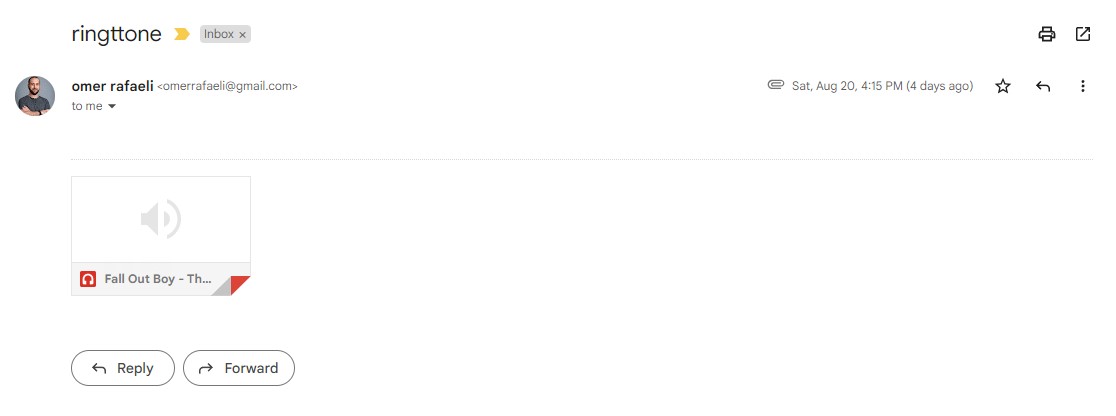 ringttone Inbox ×
omer rafaeli <omerrafaeli@gmail.com> Sat, Aug 20, 4:15 PM (4 days ago)
to me
Fall Out Boy - Th...
Reply Forward